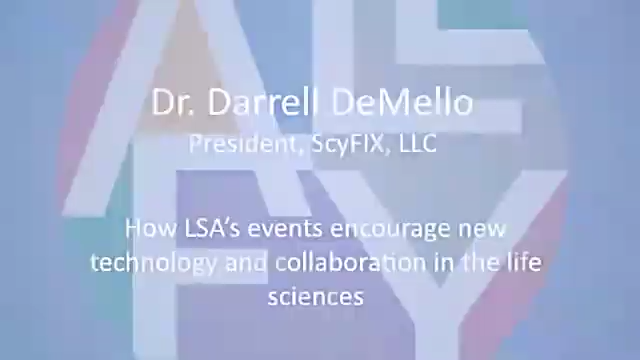 Dr. Darrell DeMello
President, ScyFIX, LLC
How LSA's events encourage new
technology and collaboration in the life
sciences